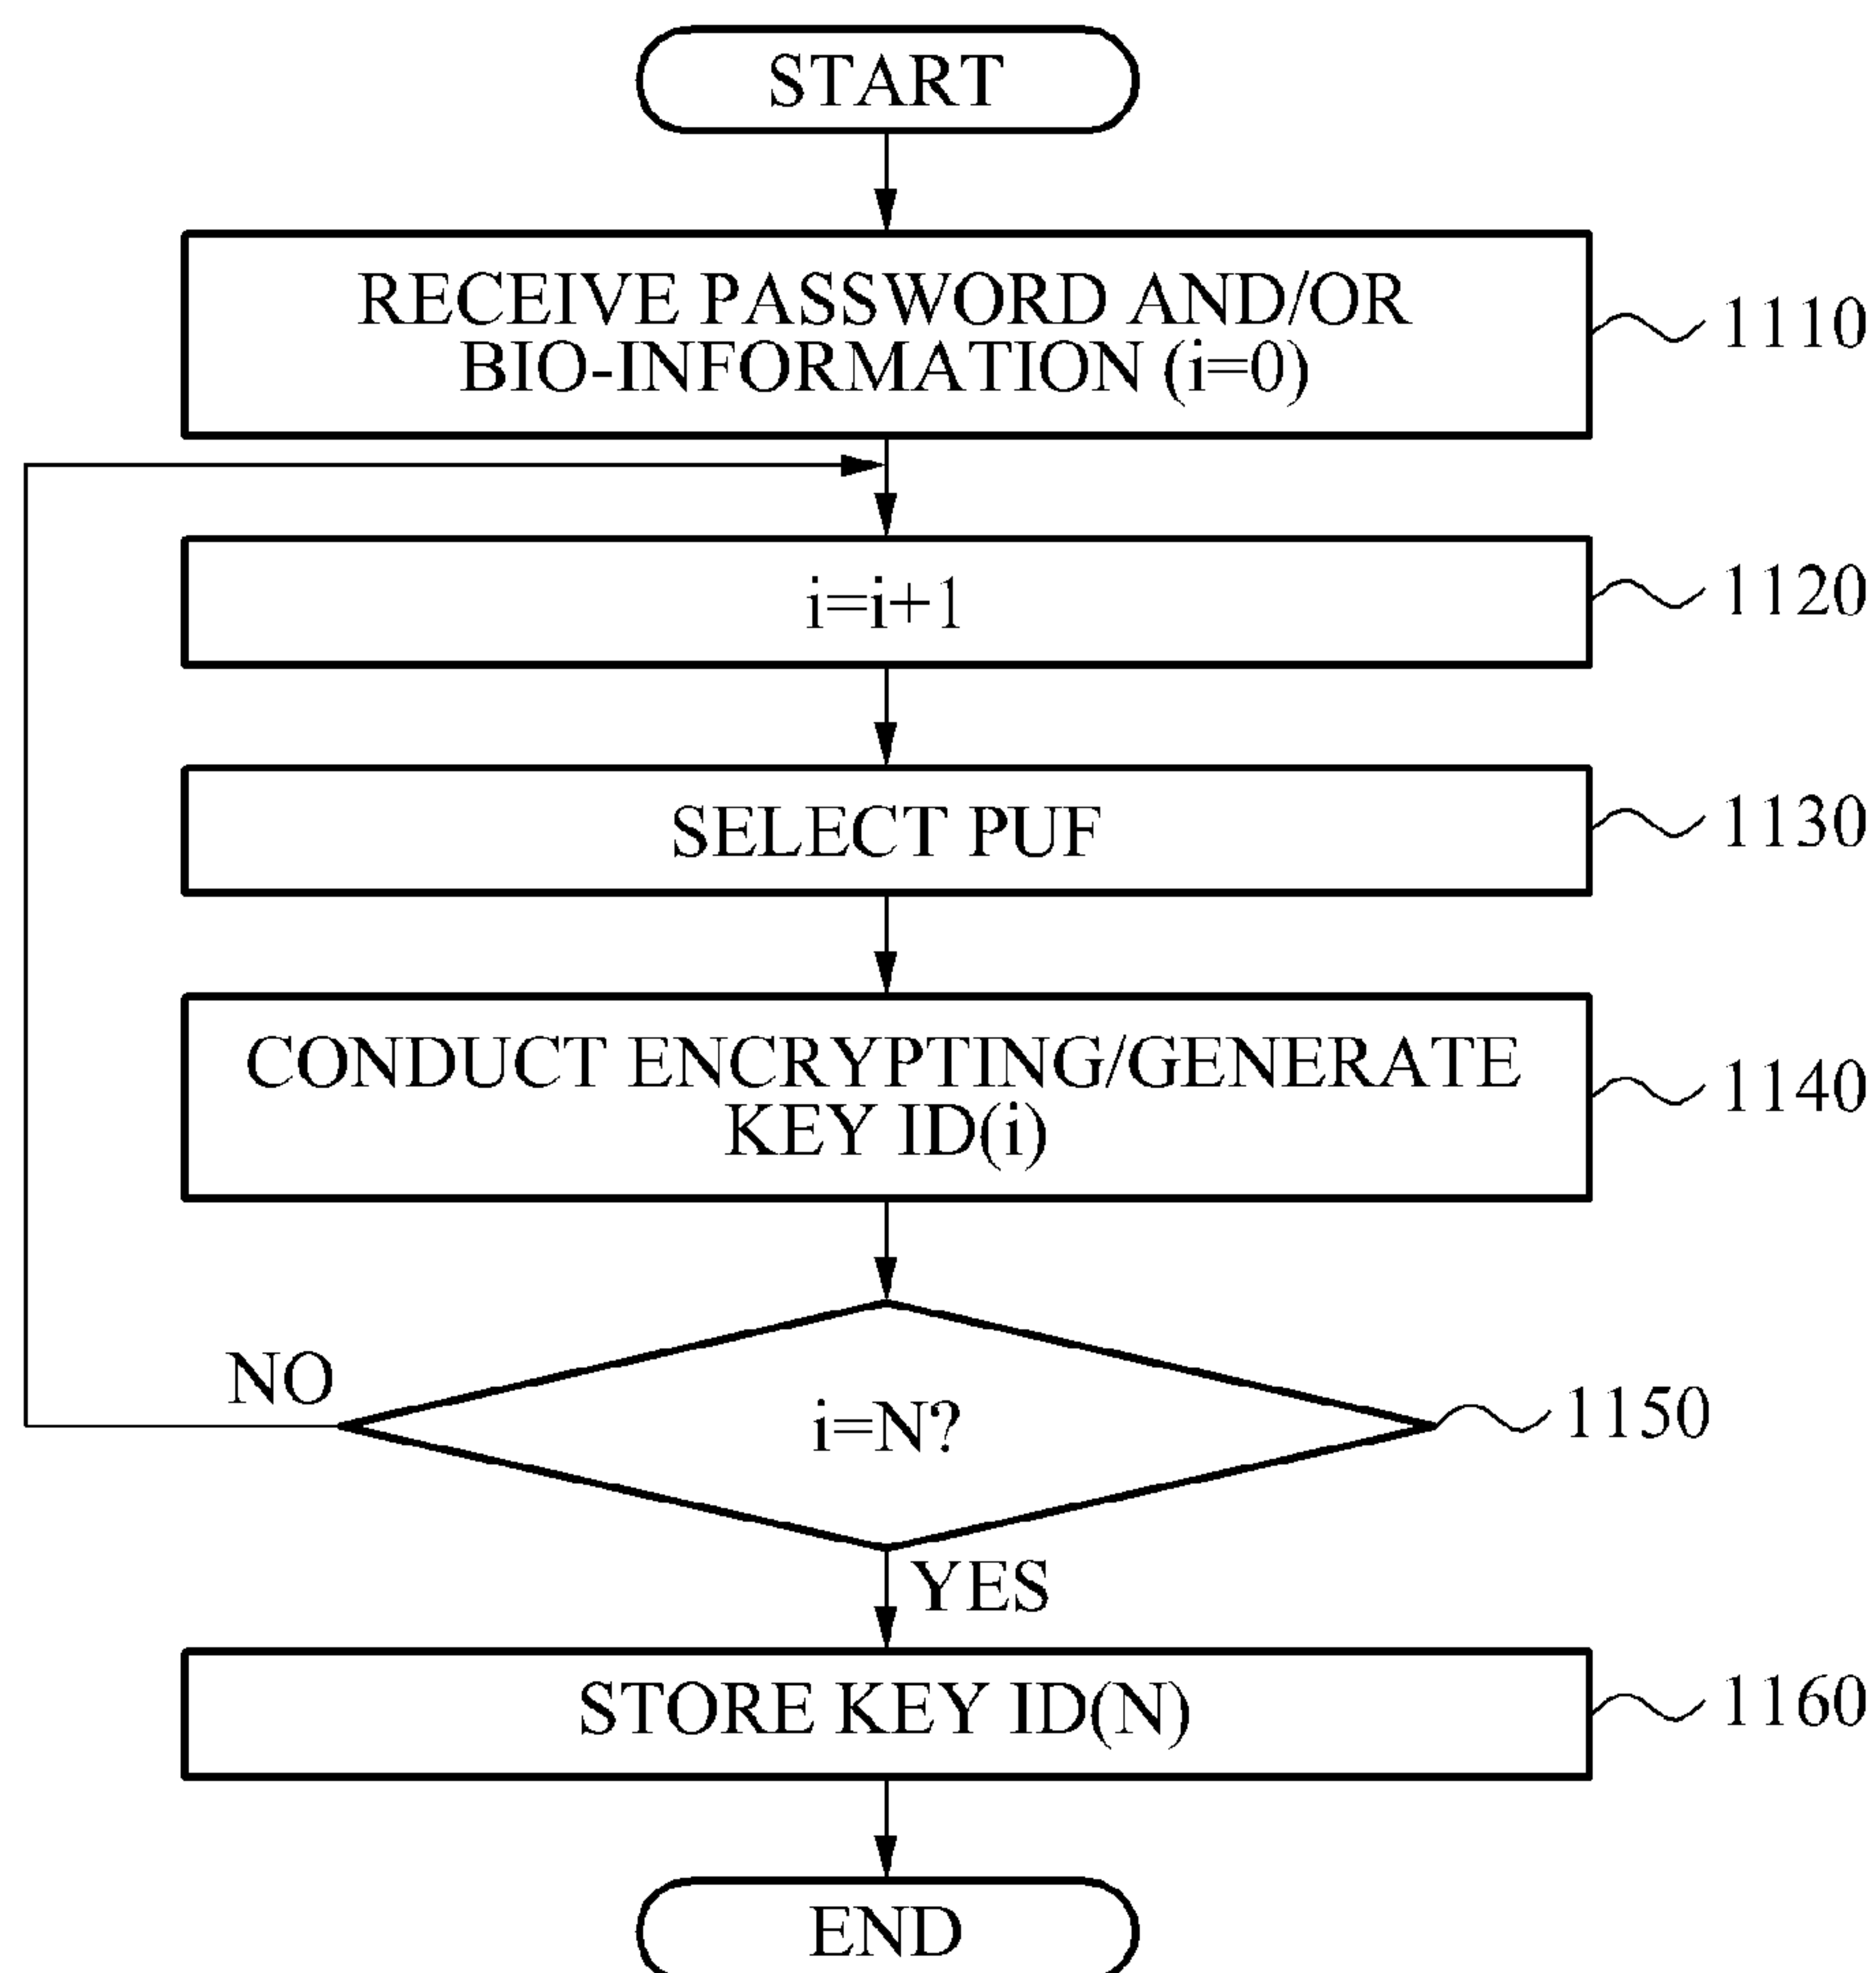 START
RECEIVE PASSWORD AND/OR
BIO-INFORMATION (i=0)
1110
i=i+1
1120
SELECT PUF
1130
CONDUCT ENCRYPTING/GENERATE
KEY ID(i)
1140
NO
i=N?
1150
YES
STORE KEY ID(N)
1160
END